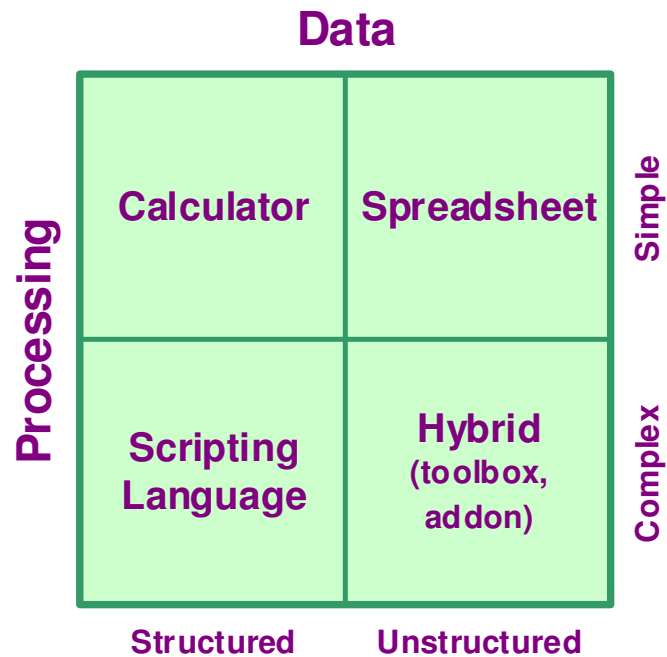 Data
Processing
Calculator
Spreadsheet
Simple
Scripting
Language
Hybrid
(toolbox,
addon)
Complex
Structured
Unstructured